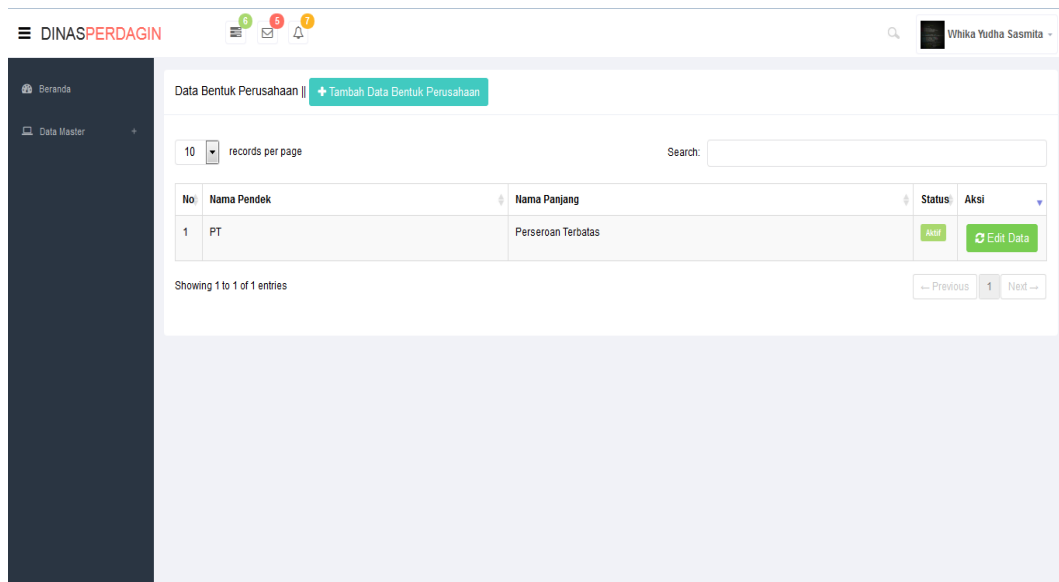 DINASPERDAGIN 6 5 7 Whika Yudha Sasmita
Beranda
Data Master +
Data Bentuk Perusahaan || + Tambah Data Bentuk Perusahaan
10 records per page Search:
No Nama Pendek Nama Panjang Status Aksi
1 PT Perseroan Terbatas Aktif Edit Data
Showing 1 to 1 of 1 entries ← Previous 1 Next →